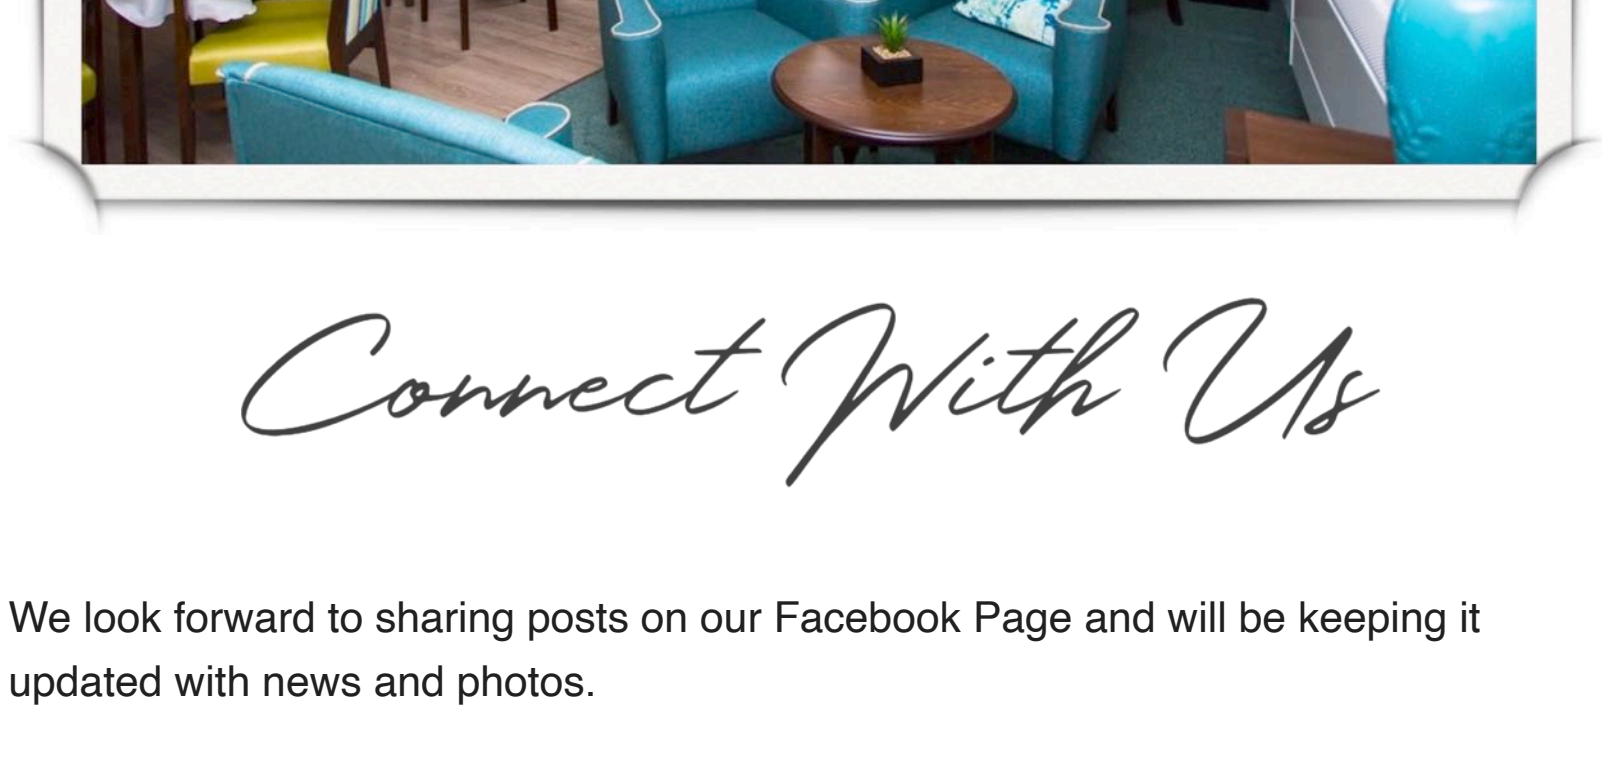 Connect With Us
We look forward to sharing posts on our Facebook Page and will be keeping it
updated with news and photos.